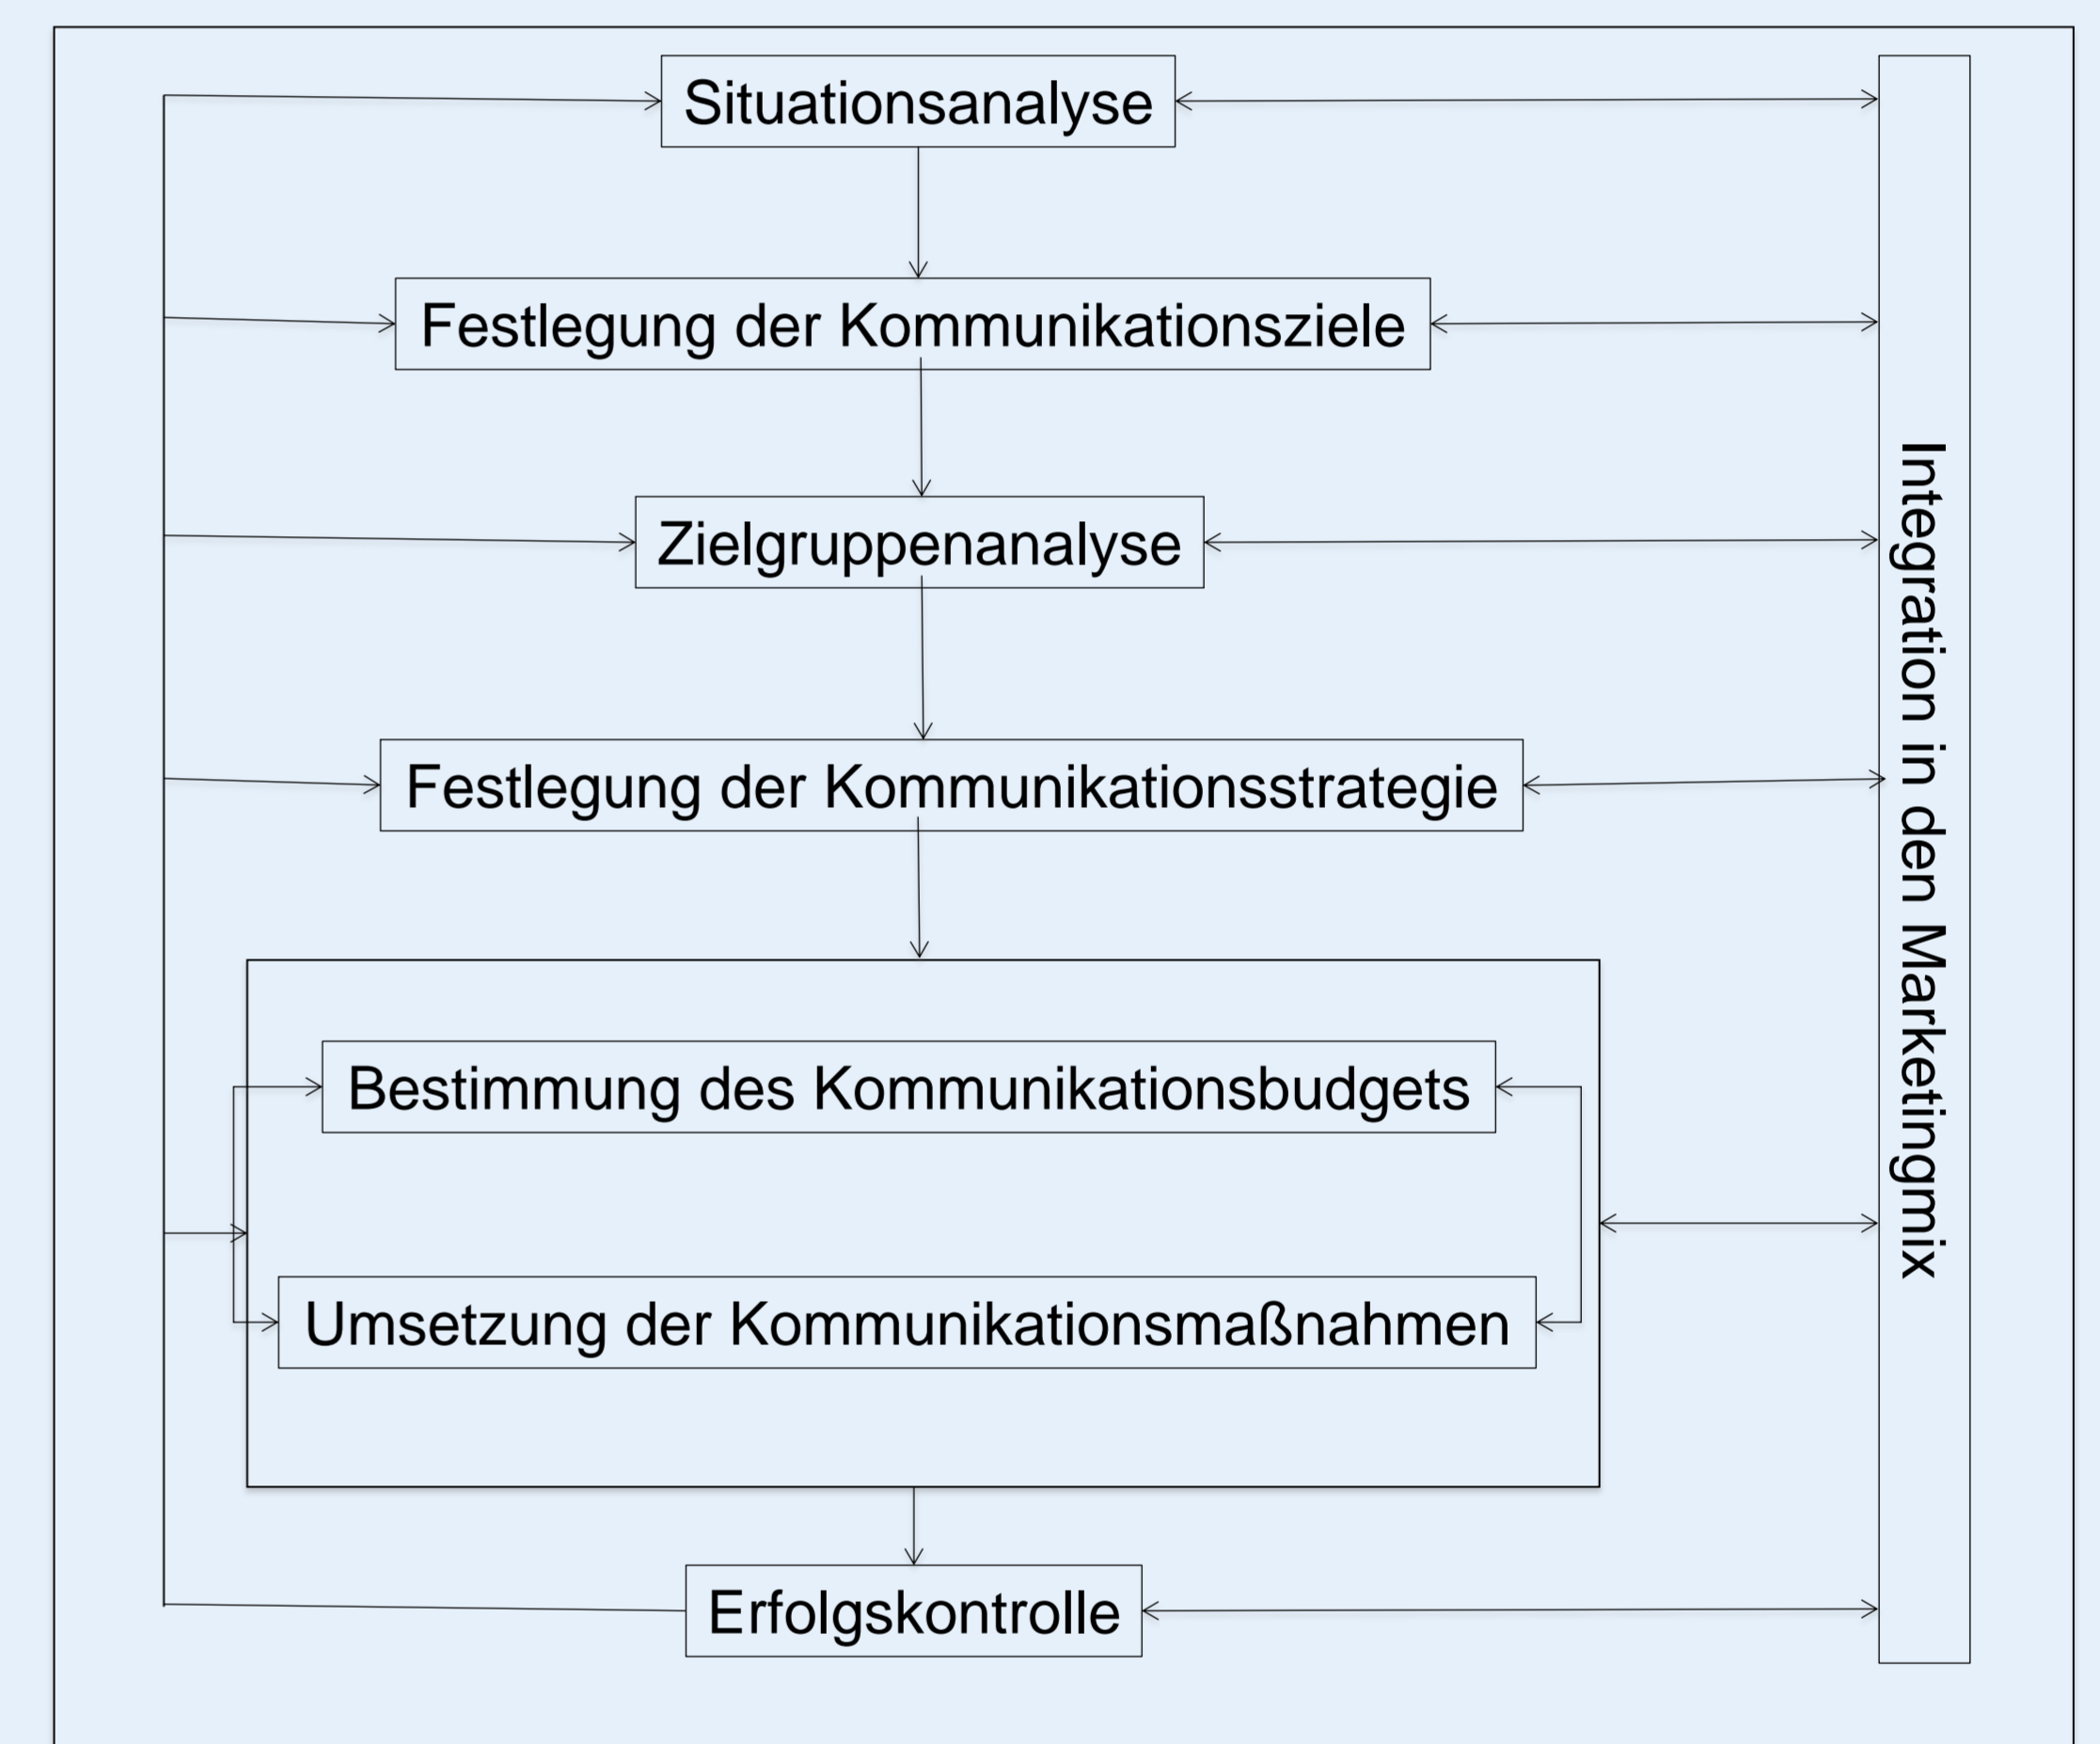 Situationsanalyse
Festlegung der Kommunikationsziele
Zielgruppenanalyse
Festlegung der Kommunikationsstrategie
Bestimmung des Kommunikationsbudgets
Umsetzung der Kommunikationsmaßnahmen
Erfolgskontrolle
Integration in den Marketingmix